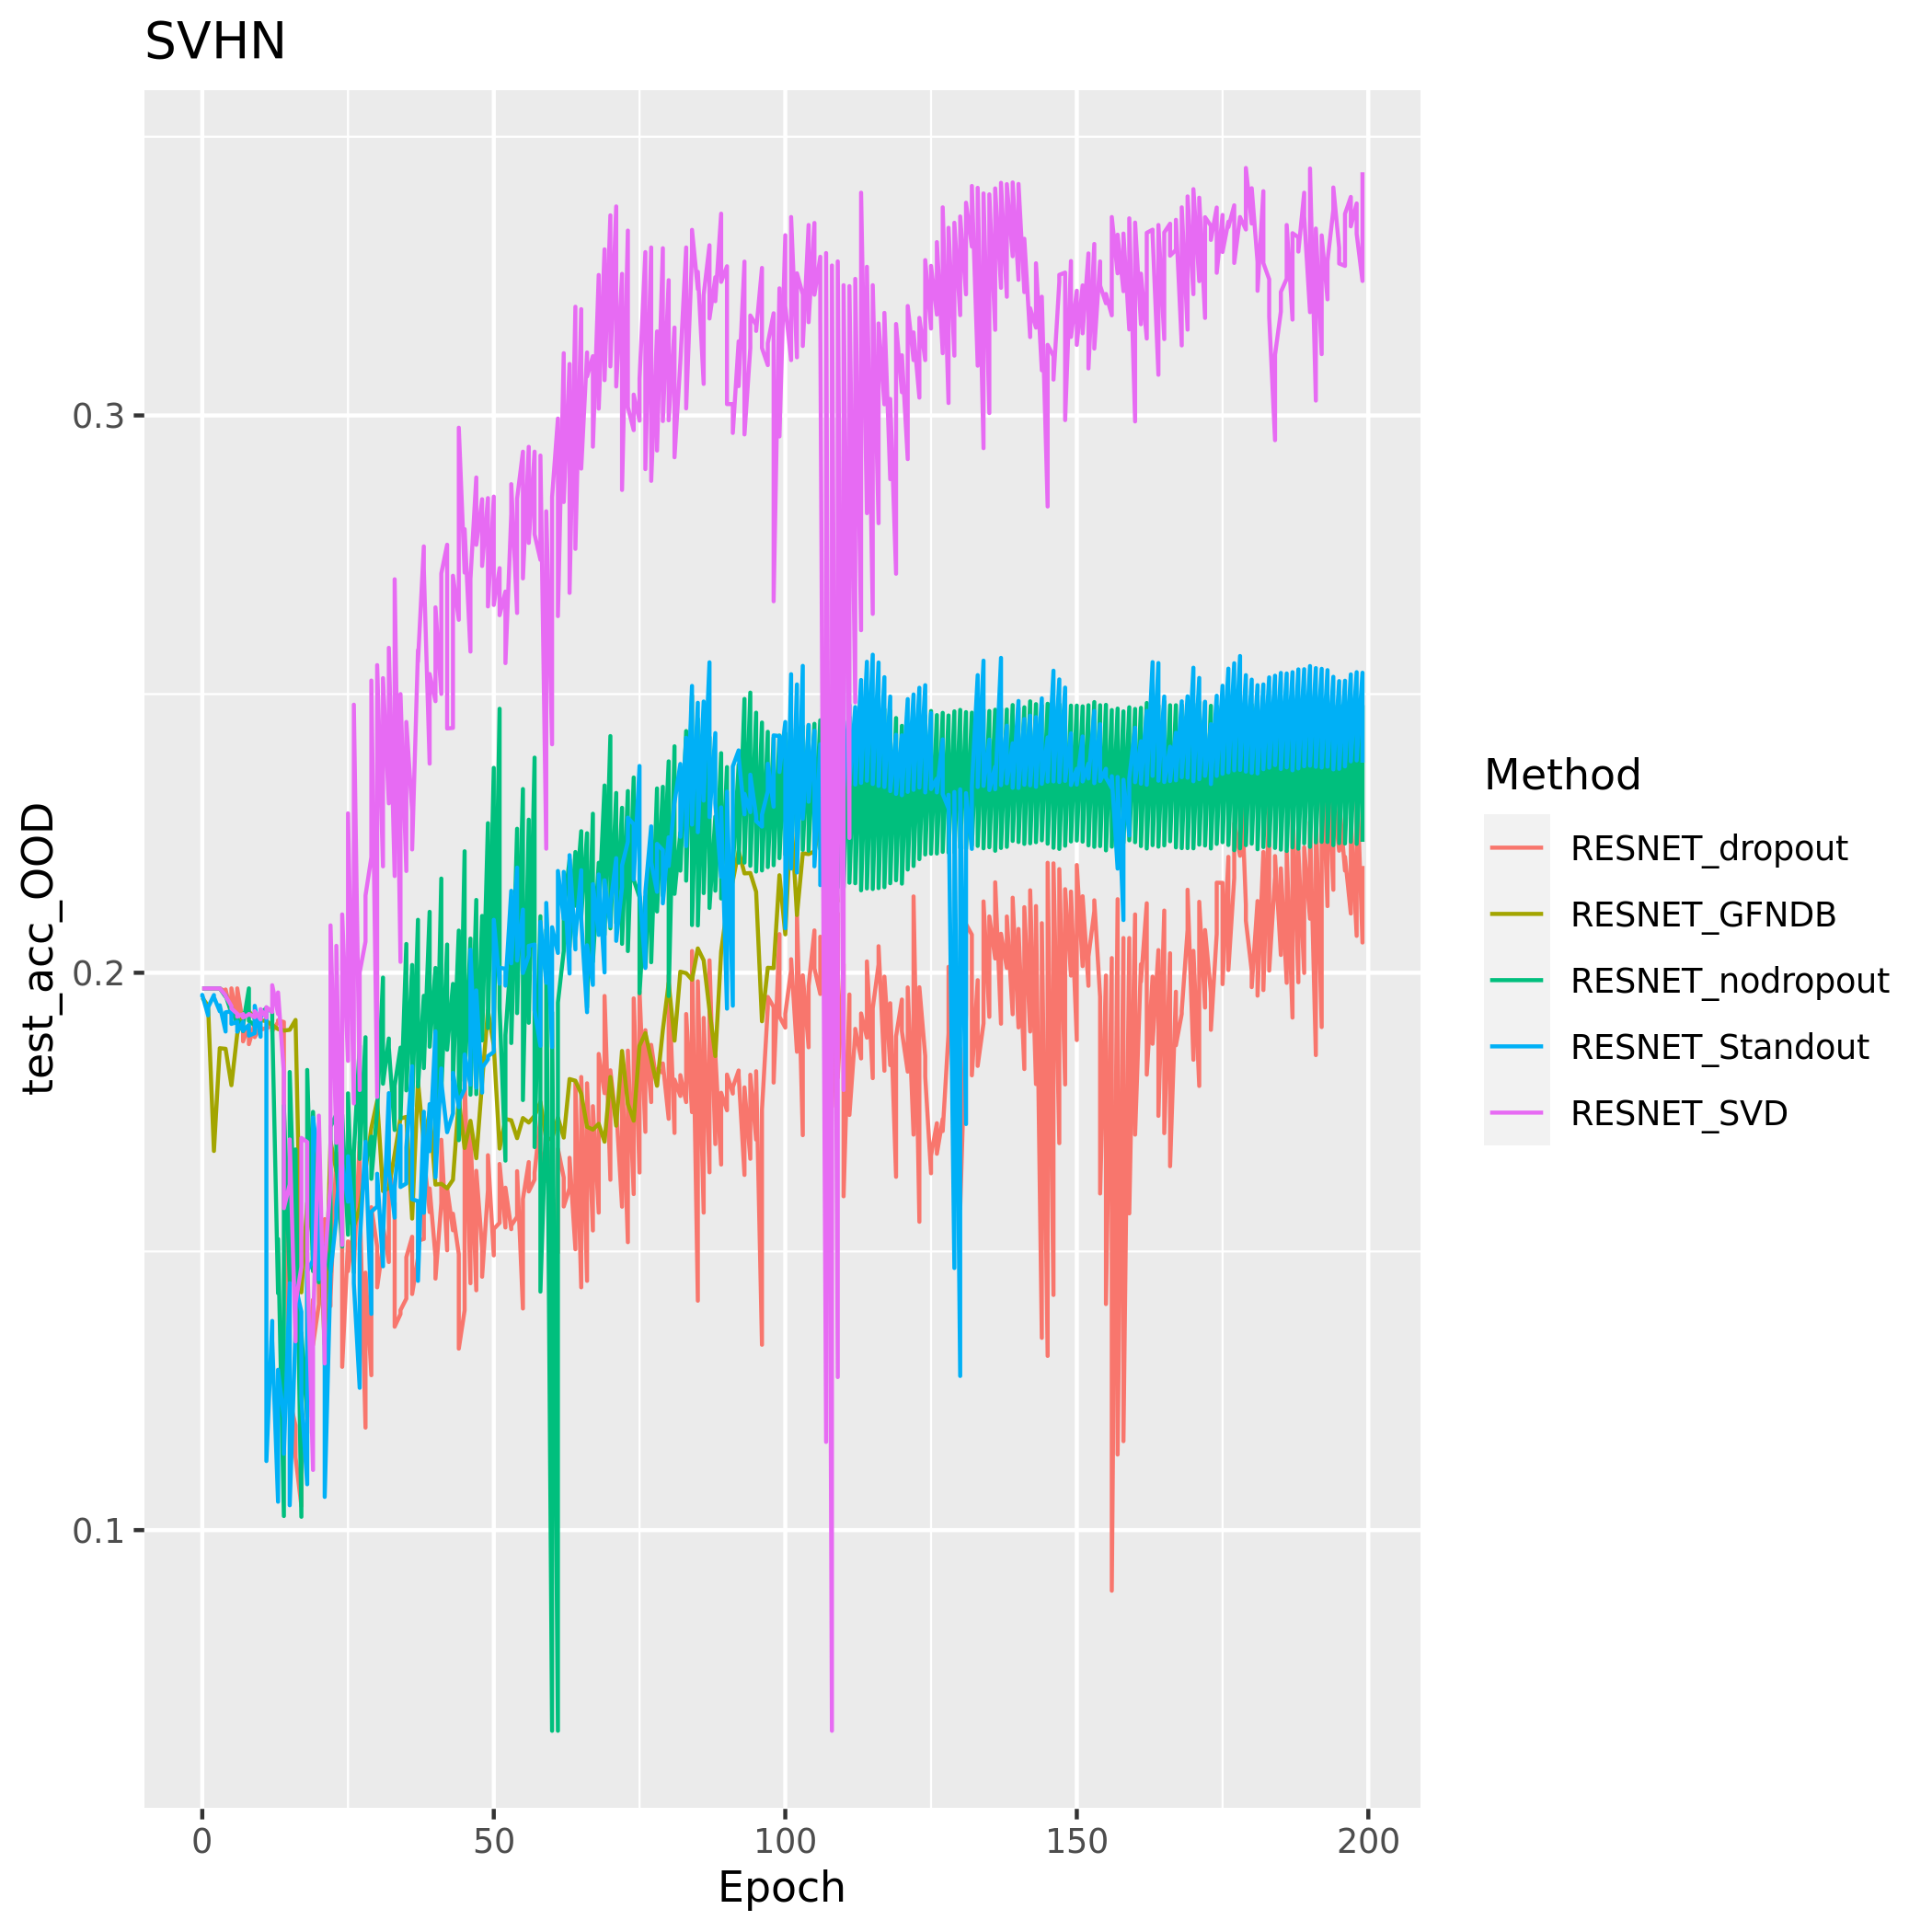 SVHN
test_acc_OOD
0.3
0.2
0.1
0
50
100
150
200
Epoch
Method
RESNET_dropout
RESNET_GFNDB
RESNET_nodropout
RESNET_Standout
RESNET_SVD